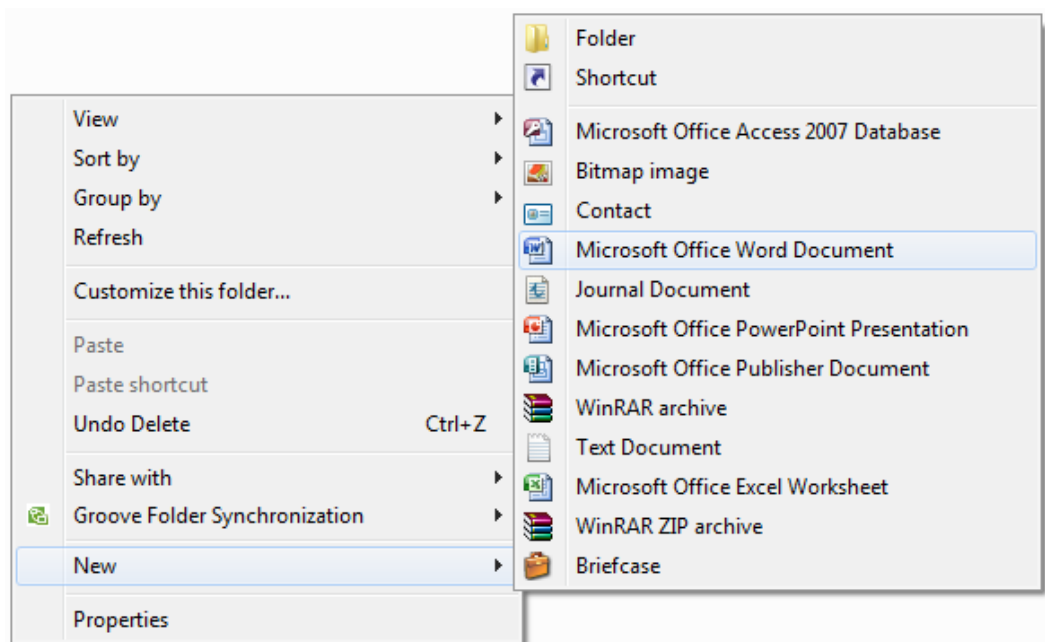 View
Sort by
Group by
Refresh
Customize this folder...
Paste
Paste shortcut
Undo Delete Ctrl+Z
Share with
Groove Folder Synchronization
New
Properties
Folder
Shortcut
Microsoft Office Access 2007 Database
Bitmap image
Contact
Microsoft Office Word Document
Journal Document
Microsoft Office PowerPoint Presentation
Microsoft Office Publisher Document
WinRAR archive
Text Document
Microsoft Office Excel Worksheet
WinRAR ZIP archive
Briefcase